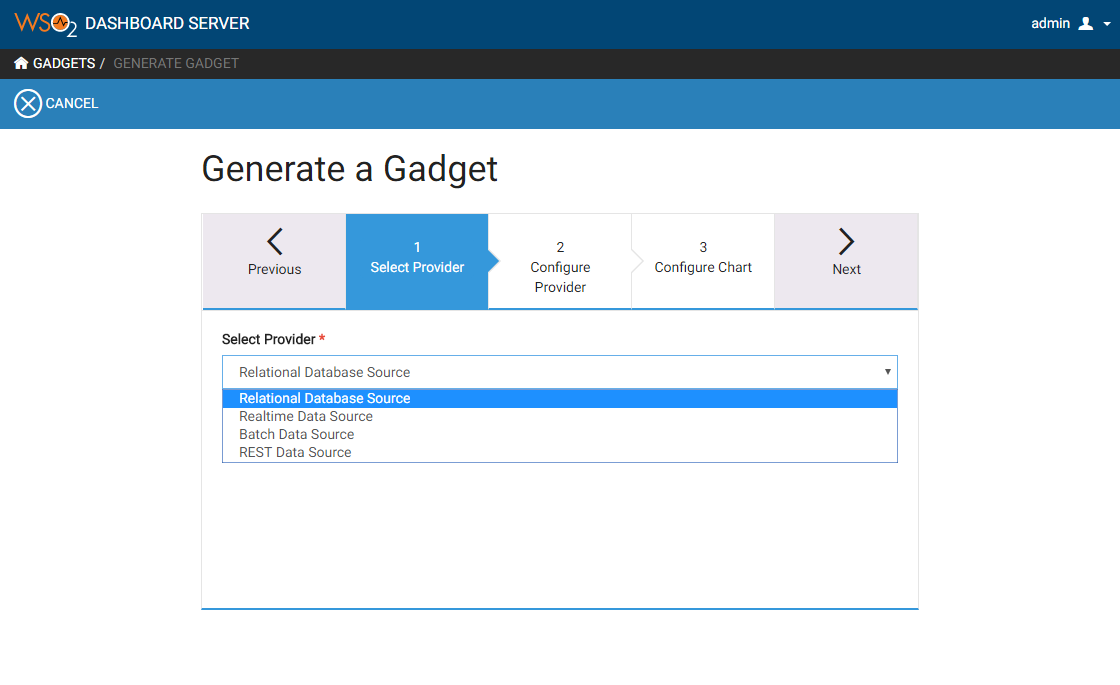 WSO2 DASHBOARD SERVER
admin
GADGETS / GENERATE GADGET
CANCEL
Generate a Gadget
Previous
1
Select Provider
2
Configure
Provider
3
Configure Chart
Next
Select Provider *
Relational Database Source
Relational Database Source
Realtime Data Source
Batch Data Source
REST Data Source